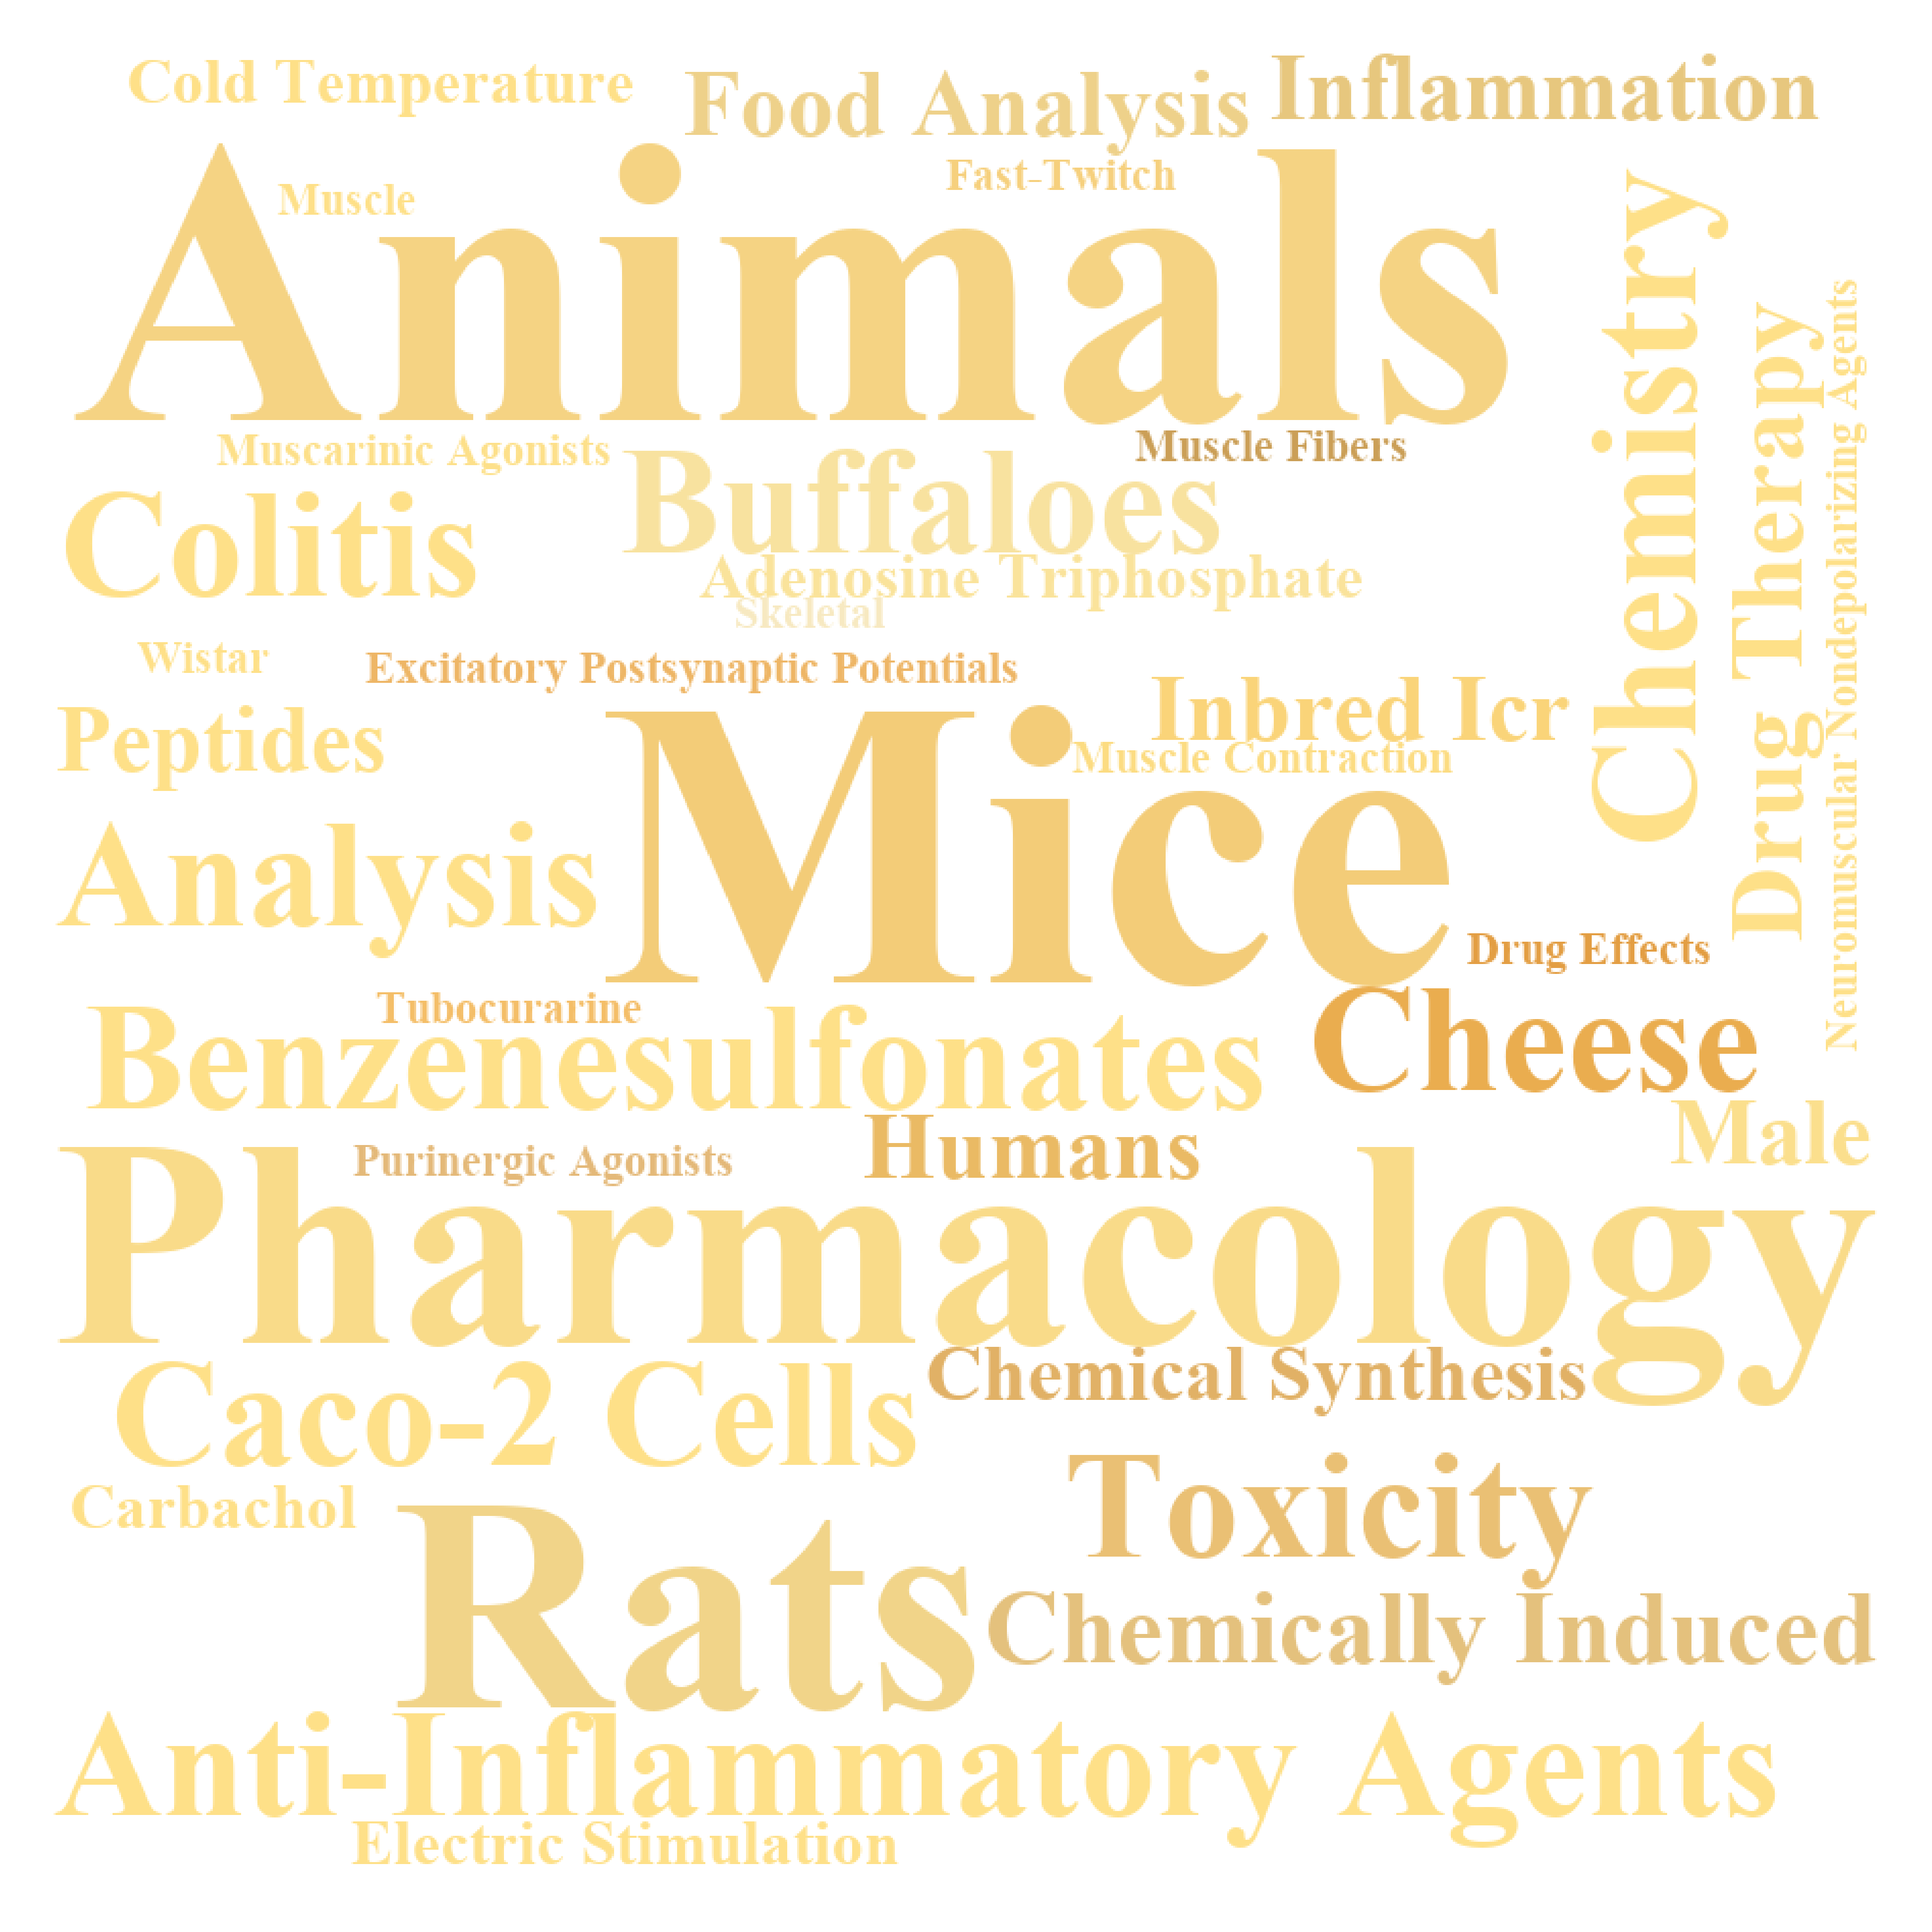 Cold Temperature
Food Analysis
Inflammation
Muscle
Fast-Twitch
Animals
Chemistry
Drug Therapy
Neuromuscular Nondepolarizing Agents
Muscarinic Agonists
Muscle Fibers
Colitis
Buffaloes
Adenosine Triphosphate
Skeletal
Wistar
Excitatory Postsynaptic Potentials
Peptides
Inbred Icr
Muscle Contraction
Mice
Analysis
Drug Effects
Tubocurarine
Benzenesulfonates
Cheese
Humans
Male
Purinergic Agonists
Pharmacology
Caco-2 Cells
Chemical Synthesis
Carbachol
Toxicity
Rats
Chemically Induced
Anti-Inflammatory Agents
Electric Stimulation